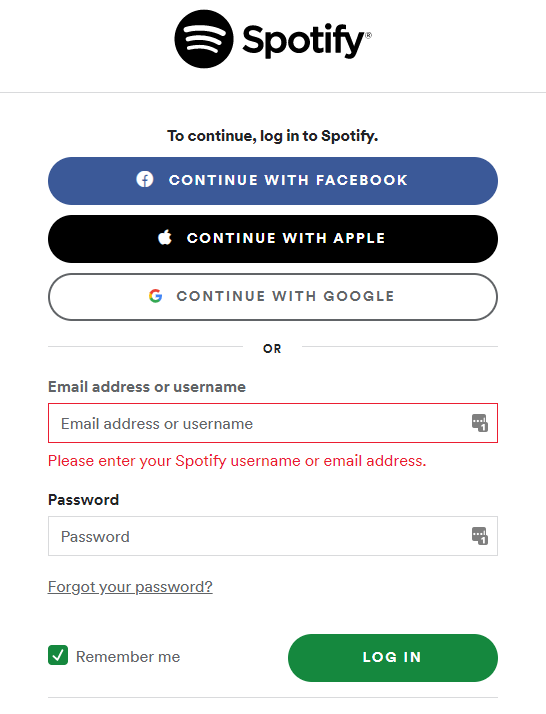 Spotify®
To continue, log in to Spotify.
CONTINUE WITH FACEBOOK
CONTINUE WITH APPLE
CONTINUE WITH GOOGLE
OR
Email address or username
Email address or username
1
Please enter your Spotify username or email address.
Password
Password
1
Forgot your password?
Remember me
LOG IN